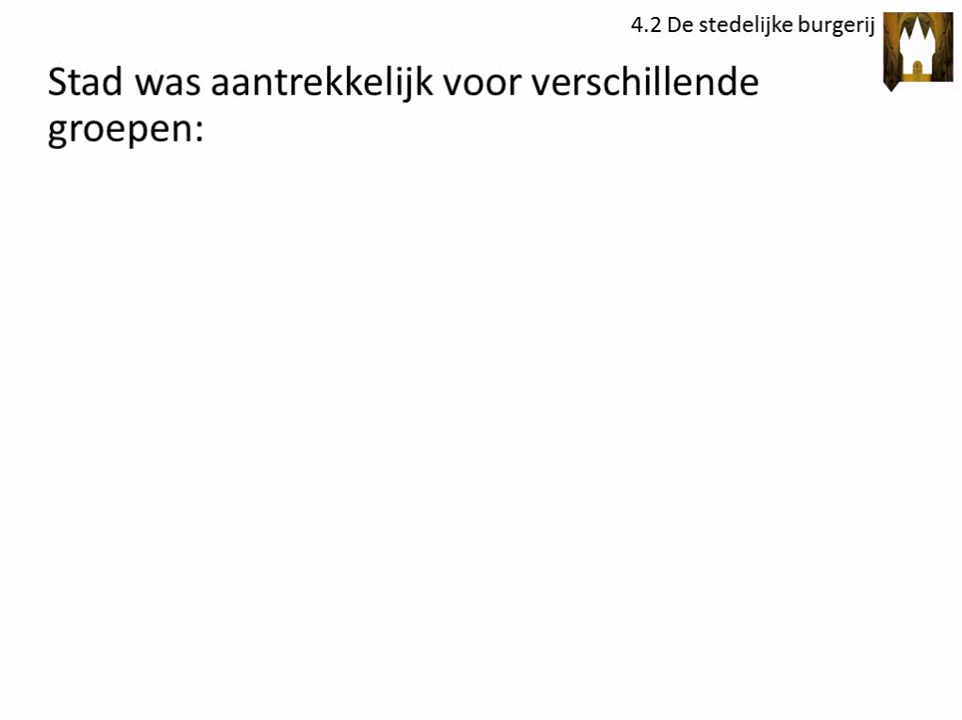 4.2 De stedelijke burgerij
Stad was aantrekkelijk voor verschillende
groepen: